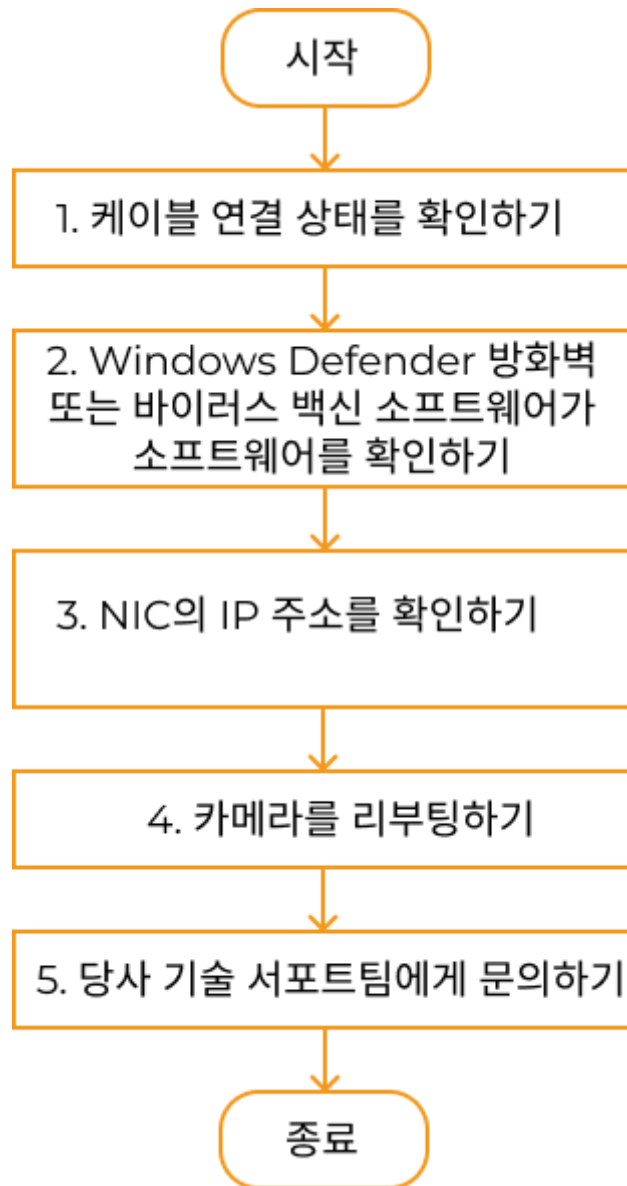 시작
1. 케이블 연결 상태를 확인하기
2. Windows Defender 방화벽
또는 바이러스 백신 소프트웨어가
소프트웨어를 확인하기
3. NIC의 IP 주소를 확인하기
4. 카메라를 리부팅하기
5. 당사 기술 서포트팀에게 문의하기
종료